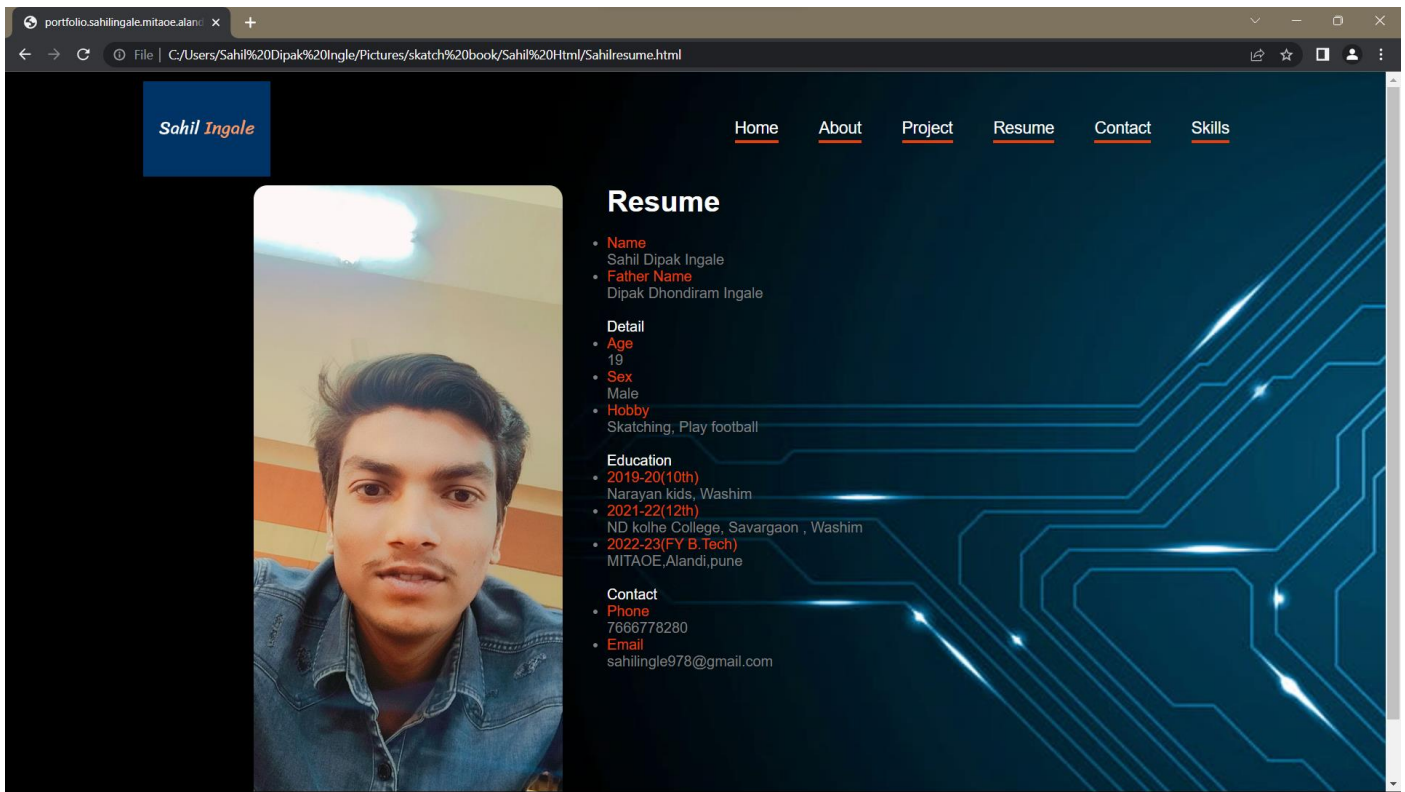 portfolio.sahilingale.mitaoe.aland
File | C:/Users/Sahil%20Dipak%20Ingle/Pictures/skatch%20book/Sahil%20Html/Sahilresume.html
Sahil Ingale
Home About Project Resume Contact Skills
Resume
Name
Sahil Dipak Ingale
Father Name
Dipak Dhondiram Ingale
Detail
Age
19
Sex
Male
Hobby
Skatching, Play football
Education
2019-20(10th)
Narayan kids, Washim
2021-22(12th)
ND kolhe College, Savargaon , Washim
2022-23(FY B.Tech)
MITAOE,Alandi,pune
Contact
Phone
7666778280
Email
sahilingle978@gmail.com